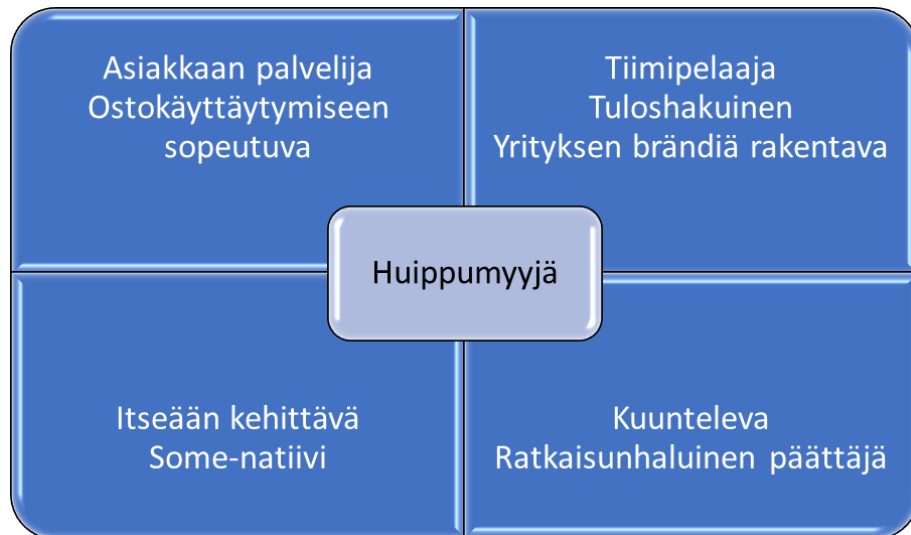 Asiakkaan palvelija
Ostokäyttäytymiseen
sopeutuva
Tiimipelaaja
Tuloshakuinen
Yrityksen brändiä rakentava
Huippumyyjä
Itseään kehittävä
Some-natiivi
Kuunteleva
Ratkaisunhaluinen päättäjä